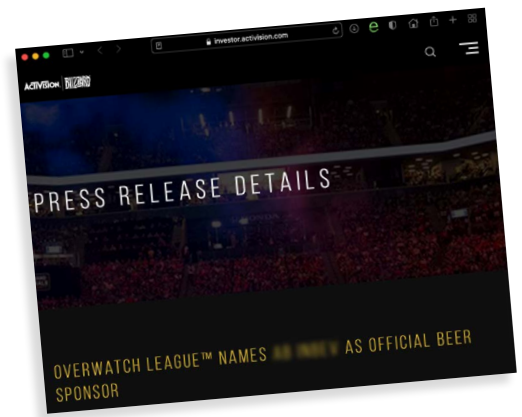 investor.activision.com
ACTIVISION | BLIZZARD
PRESS RELEASE DETAILS
OVERWATCH LEAGUE™ NAMES AS OFFICIAL BEER
SPONSOR